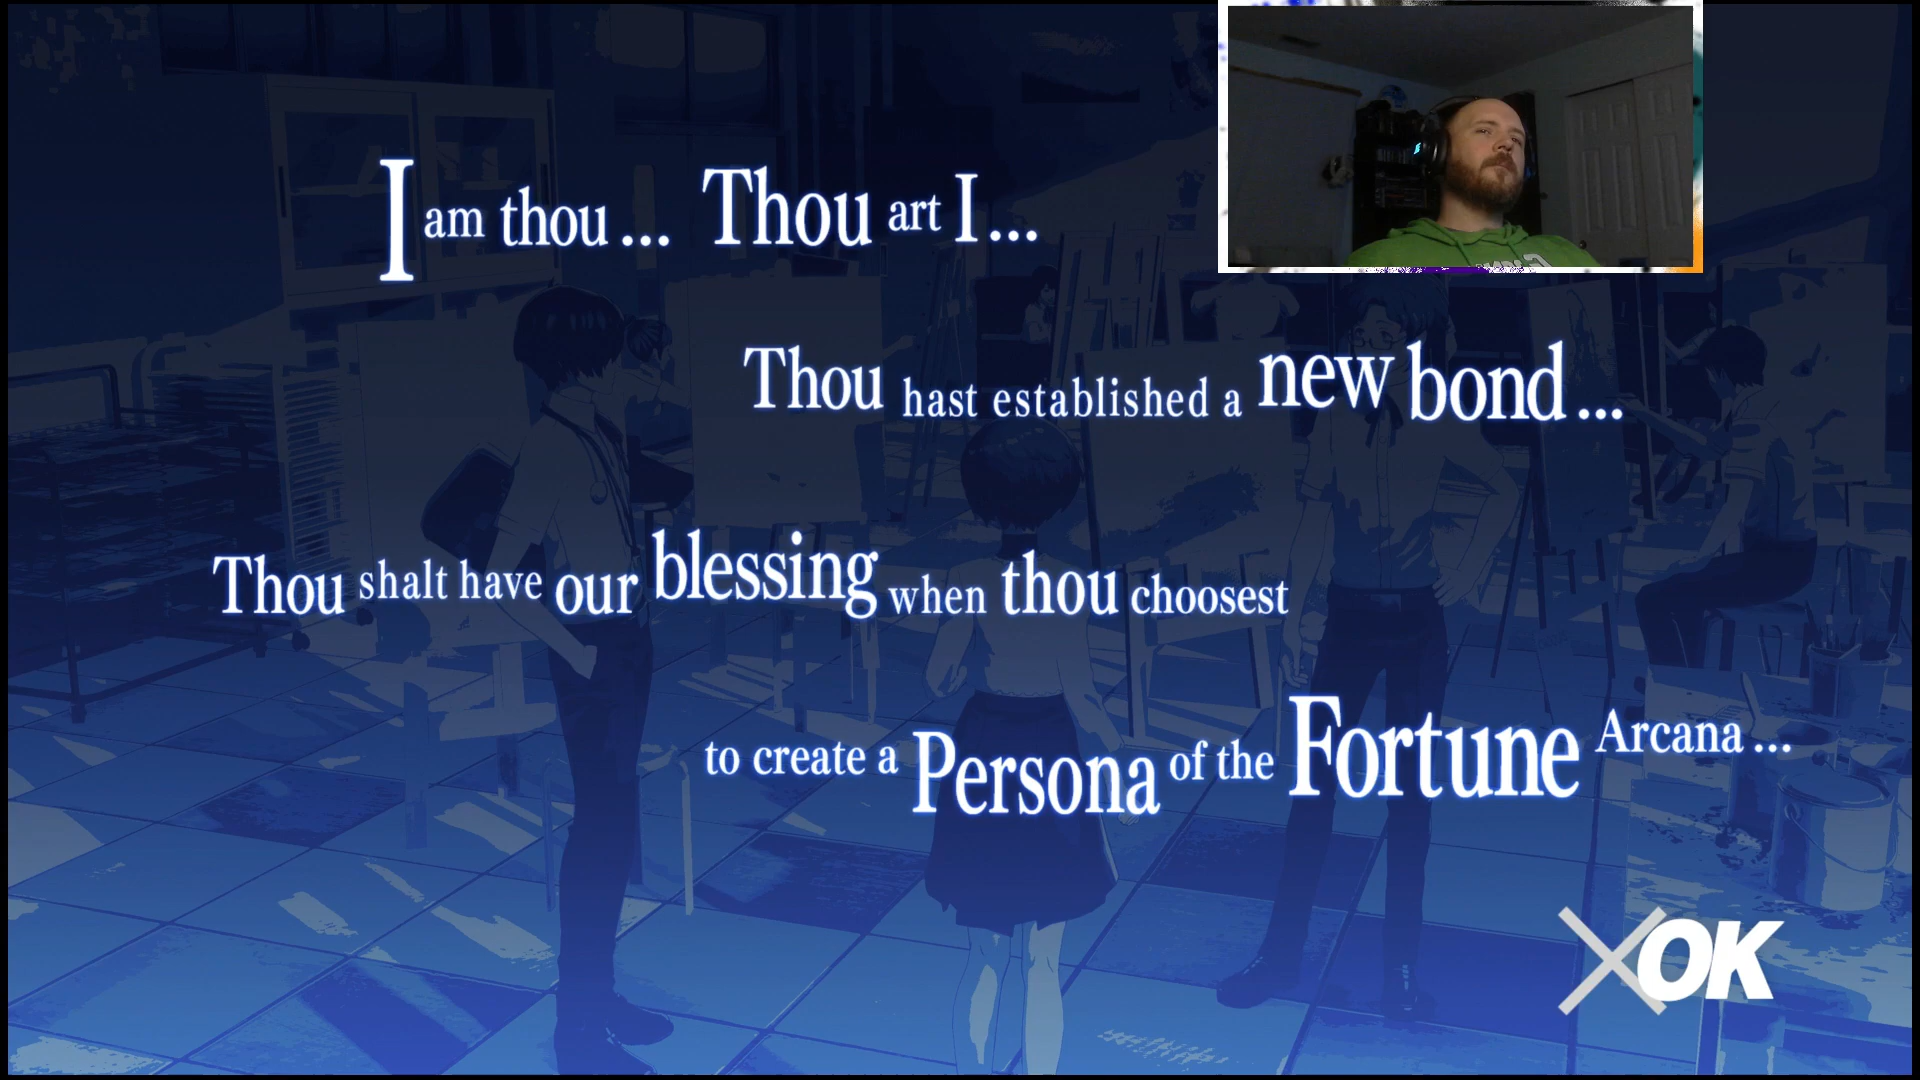 I am thou... Thou art I...
Thou hast established a new bond...
Thou shalt have our blessing when thou choosest
to create a Persona of the Fortune Arcana...
OK